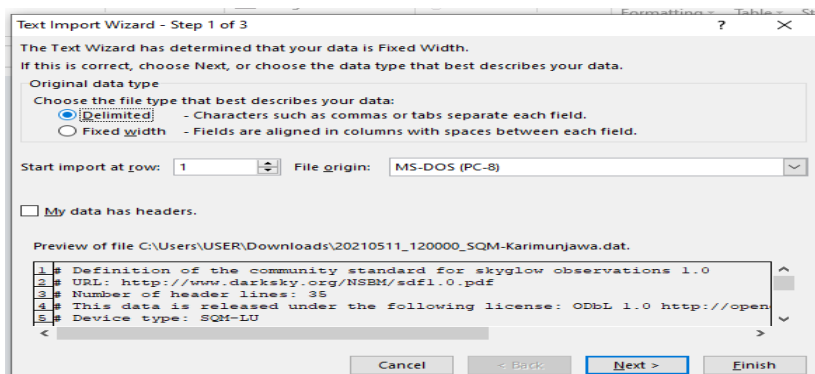 Formatting Table St
Text Import Wizard - Step 1 of 3 ? ×
The Text Wizard has determined that your data is Fixed Width.
If this is correct, choose Next, or choose the data type that best describes your data.
Original data type
Choose the file type that best describes your data:
Delimited - Characters such as commas or tabs separate each field.
Fixed width - Fields are aligned in columns with spaces between each field.
Start import at row: 1 File origin: MS-DOS (PC-8)
My data has headers.
Preview of file C:\Users\USER\Downloads\20210511_120000_SQM-Karimunjawa.dat.
1 # Definition of the community standard for skyglow observations 1.0
2 # URL: http://www.darksky.org/NSBM/sdf1.0.pdf
3 # Number of header lines: 35
4 # This data is released under the following license: ODbL 1.0 http://open
5 # Device type: SQM-LU
Cancel < Back Next > Finish